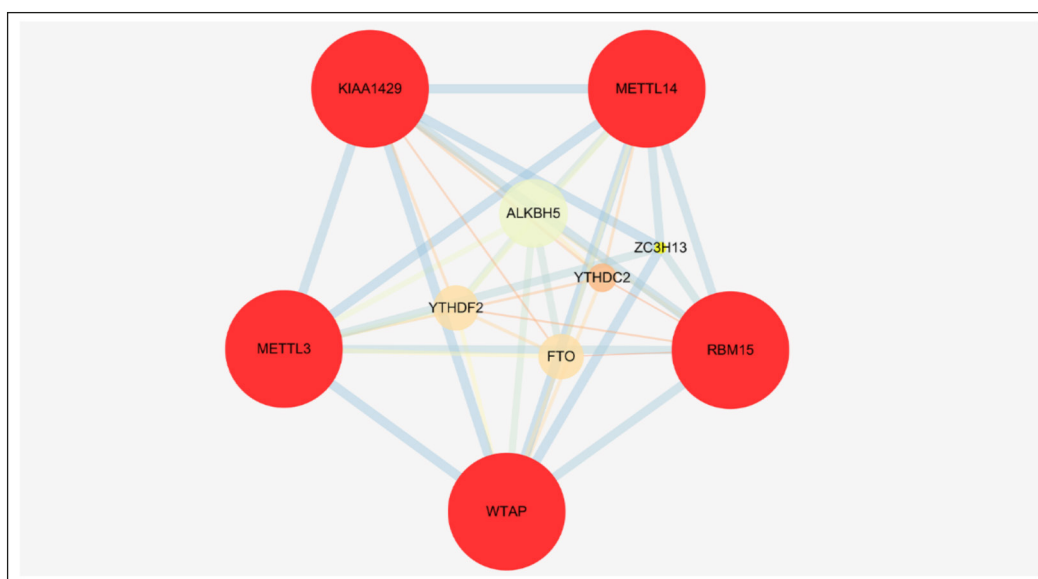 KIAA1429
METTL14
ALKBH5
ZC3H13
YTHDC2
YTHDF2
METTL3
FTO
RBM15
WTAP